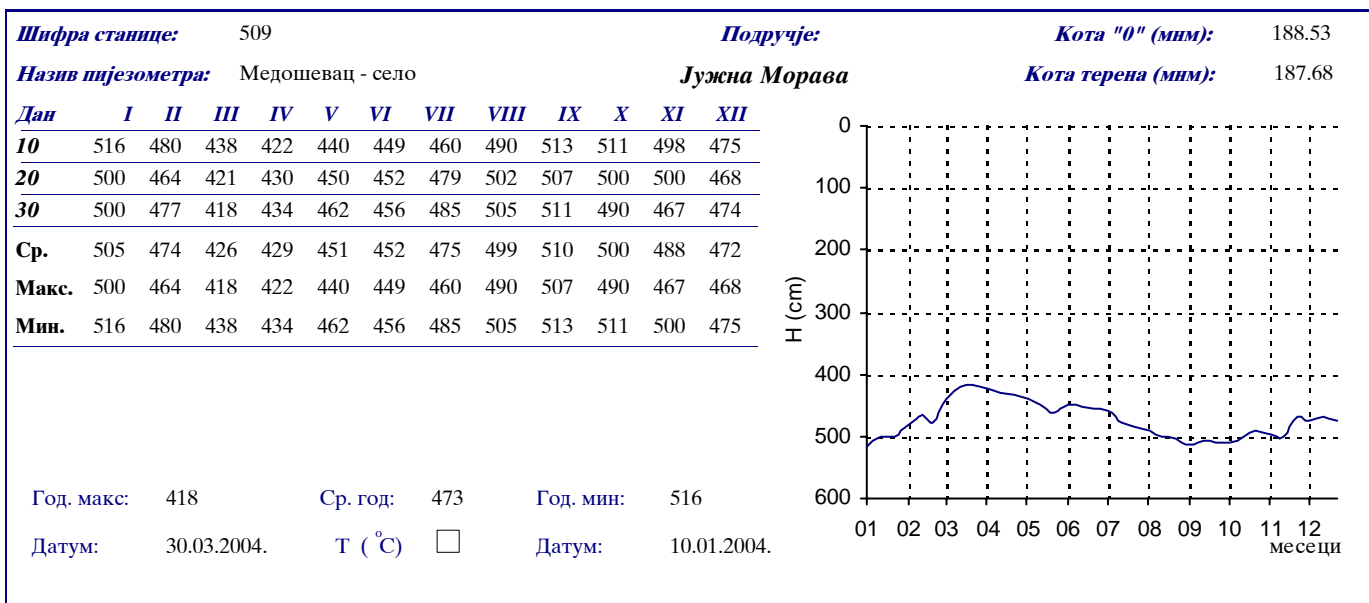 Шифра станице: 509 Подручје: Кота "0" (мнм): 188.53
Назив пијезометра: Медошевац - село Јужна Морава Кота терена (мнм): 187.68
Дан I II III IV V VI VII VIII IX X XI XII
10 516 480 438 422 440 449 460 490 513 511 498 475
20 500 464 421 430 450 452 479 502 507 500 500 468
30 500 477 418 434 462 456 485 505 511 490 467 474
Ср. 505 474 426 429 451 452 475 499 510 500 488 472
Макс. 500 464 418 422 440 449 460 490 507 490 467 468
Мин. 516 480 438 434 462 456 485 505 513 511 500 475
0
100
200
300
400
500
600
H (cm)
01 02 03 04 05 06 07 08 09 10 11 12
месеци
Год. макс: 418 Ср. год: 473 Год. мин: 516
Датум: 30.03.2004. Т ( °C) Датум: 10.01.2004.